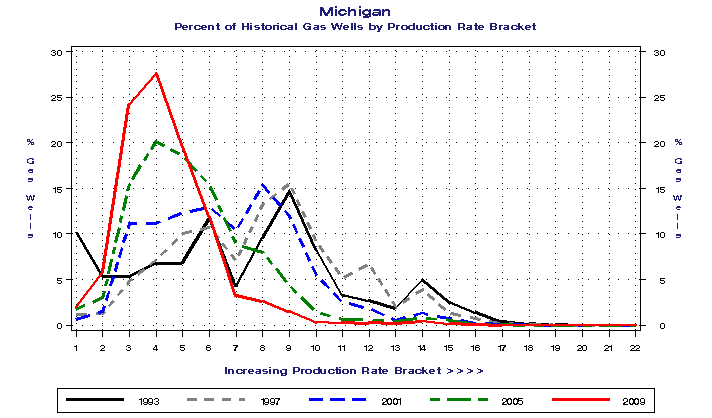 Michigan
Percent of Historical Gas Wells by Production Rate Bracket
30 30
25 25
20 20
15 15
10 10
5 5
0 0
% Gas Wells
% Gas Wells
1 2 3 4 5 6 7 8 9 10 11 12 13 14 15 16 17 18 19 20 21 22
Increasing Production Rate Bracket > > > >
1993 1997 2001 2005 2009